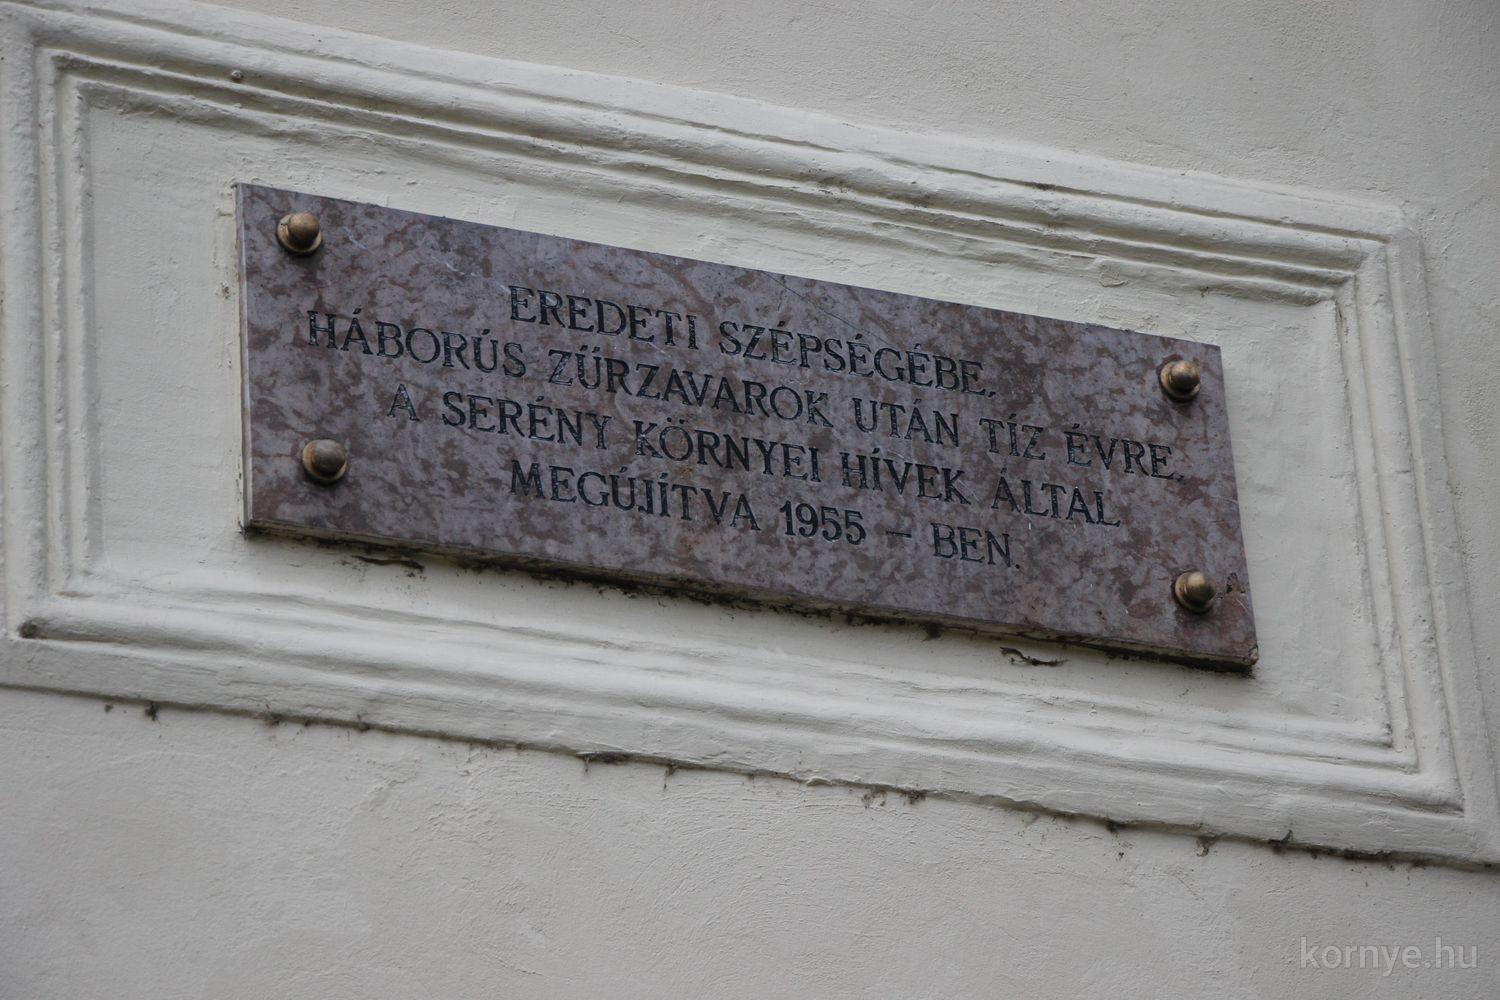 EREDETI SZÉPSÉGÉBE,
HÁBORÚS ZŰRZAVAROK UTÁN TÍZ ÉVRE,
A SERÉNY KÖRNYEI HÍVEK ÁLTAL
MEGÚJÍTVA 1955 – BEN.
kornye.hu